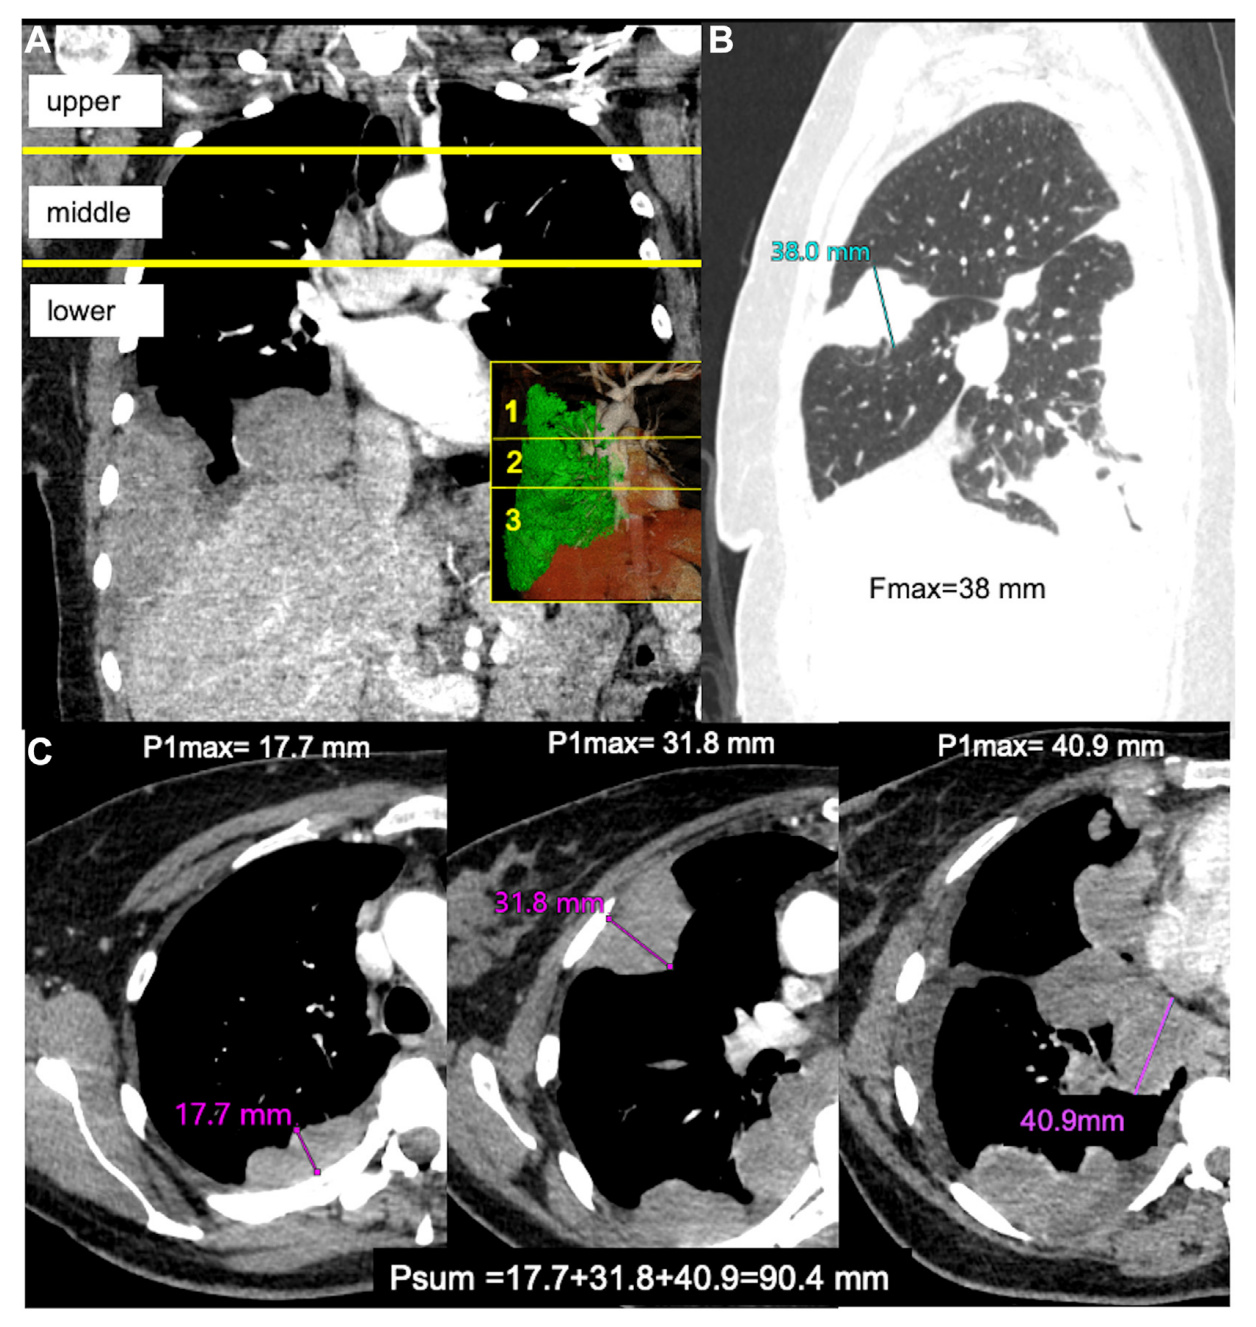 A
upper
middle
lower
1
2
3
B
38.0 mm
Fmax=38 mm
C
P1max= 17.7 mm
P1max= 31.8 mm
P1max= 40.9 mm
17.7 mm
31.8 mm
40.9mm
Psum =17.7+31.8+40.9=90.4 mm